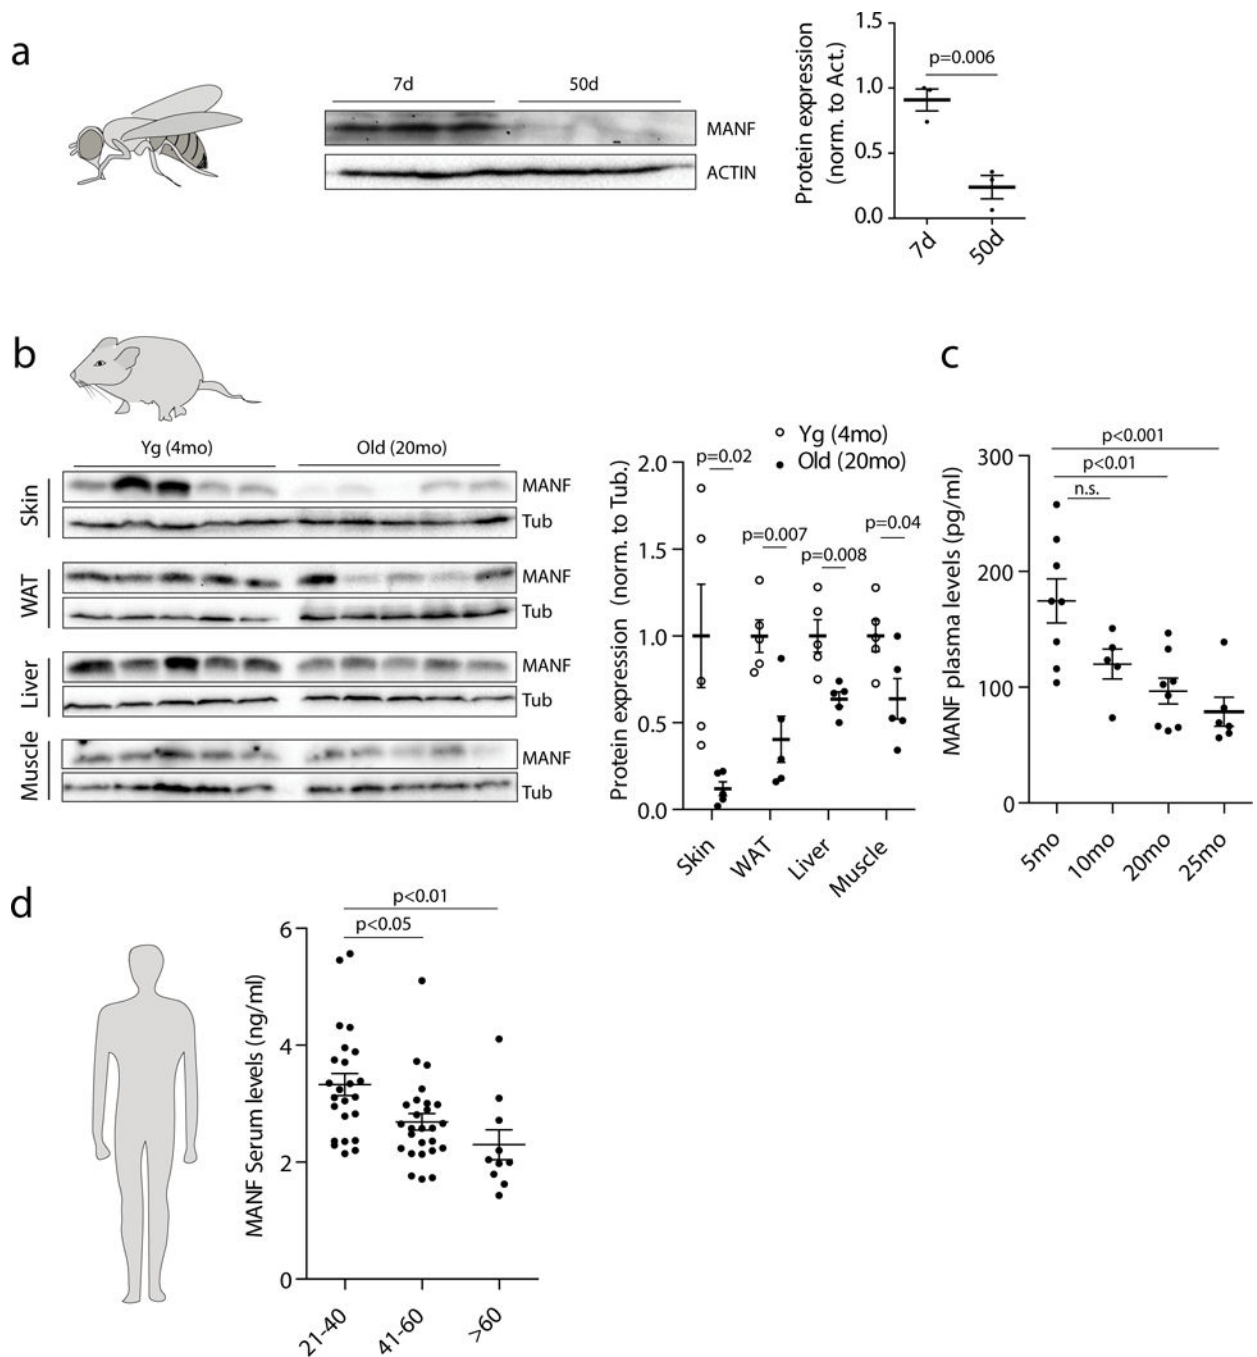 a
7d 50d
MANF
ACTIN
Protein expression
(norm. to Act.)
1.5
1.0
0.5
0.0
p=0.006
7d 50d
b
Yg (4mo) Old (20mo)
Skin
MANF
Tub
WAT
MANF
Tub
Liver
MANF
Tub
Muscle
MANF
Tub
Protein expression (norm. to Tub.)
Yg (4mo)
Old (20mo)
2.0
1.5
1.0
0.5
0.0
p=0.02
p=0.007
p=0.008
p=0.04
Skin WAT Liver Muscle
c
MANF plasma levels (pg/ml)
300
200
100
0
p<0.001
p<0.01
n.s.
5mo 10mo 20mo 25mo
d
MANF Serum levels (ng/ml)
6
4
2
0
p<0.01
p<0.05
21-40 41-60 >60